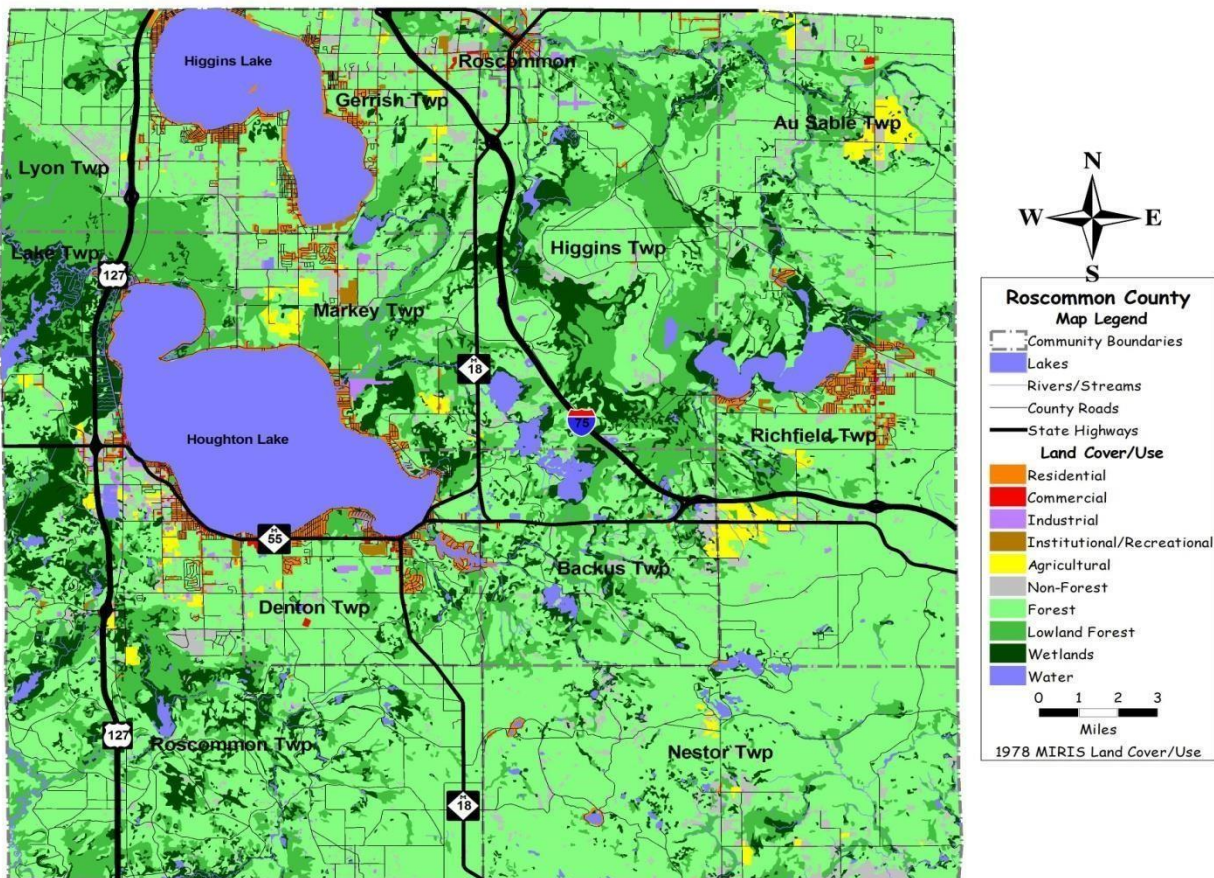 Higgins Lake
Roscommon
Gerrish Twp
Au Sable Twp
Lyon Twp
Lake Twp
127
Higgins Twp
Markey Twp
M
18
75
Houghton Lake
Richfield Twp
M
55
Backus Twp
Denton Twp
127
Roscommon Twp
Nestor Twp
M
18
N
W
E
S
Roscommon County
Map Legend
Community Boundaries
Lakes
Rivers/Streams
County Roads
State Highways
Land Cover/Use
Residential
Commercial
Industrial
Institutional/Recreational
Agricultural
Non-Forest
Forest
Lowland Forest
Wetlands
Water
0 1 2 3
Miles
1978 MIRIS Land Cover/Use